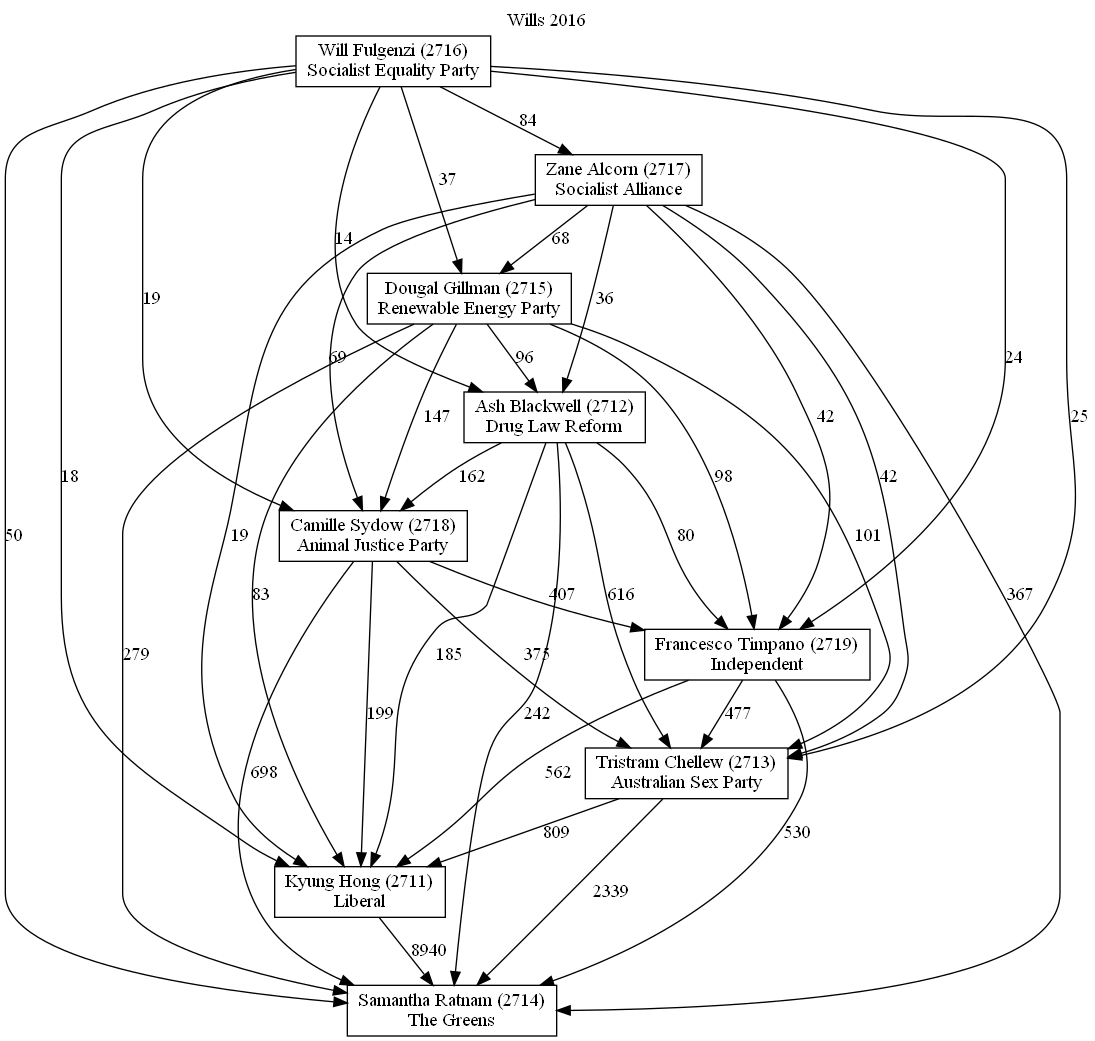 Wills 2016
Will Fulgenzi (2716)
Socialist Equality Party
84
Zane Alcorn (2717)
Socialist Alliance
37
14
68
19
36
Dougal Gillman (2715)
Renewable Energy Party
69
96
24
Ash Blackwell (2712)
Drug Law Reform
147
42
25
18
162
98
42
Camille Sydow (2718)
Animal Justice Party
50
19
80
101
83
407
616
367
Francesco Timpano (2719)
Independent
279
185
375
199
242
477
Tristram Chellew (2713)
Australian Sex Party
698
562
809
530
Kyung Hong (2711)
Liberal
2339
8940
Samantha Ratnam (2714)
The Greens